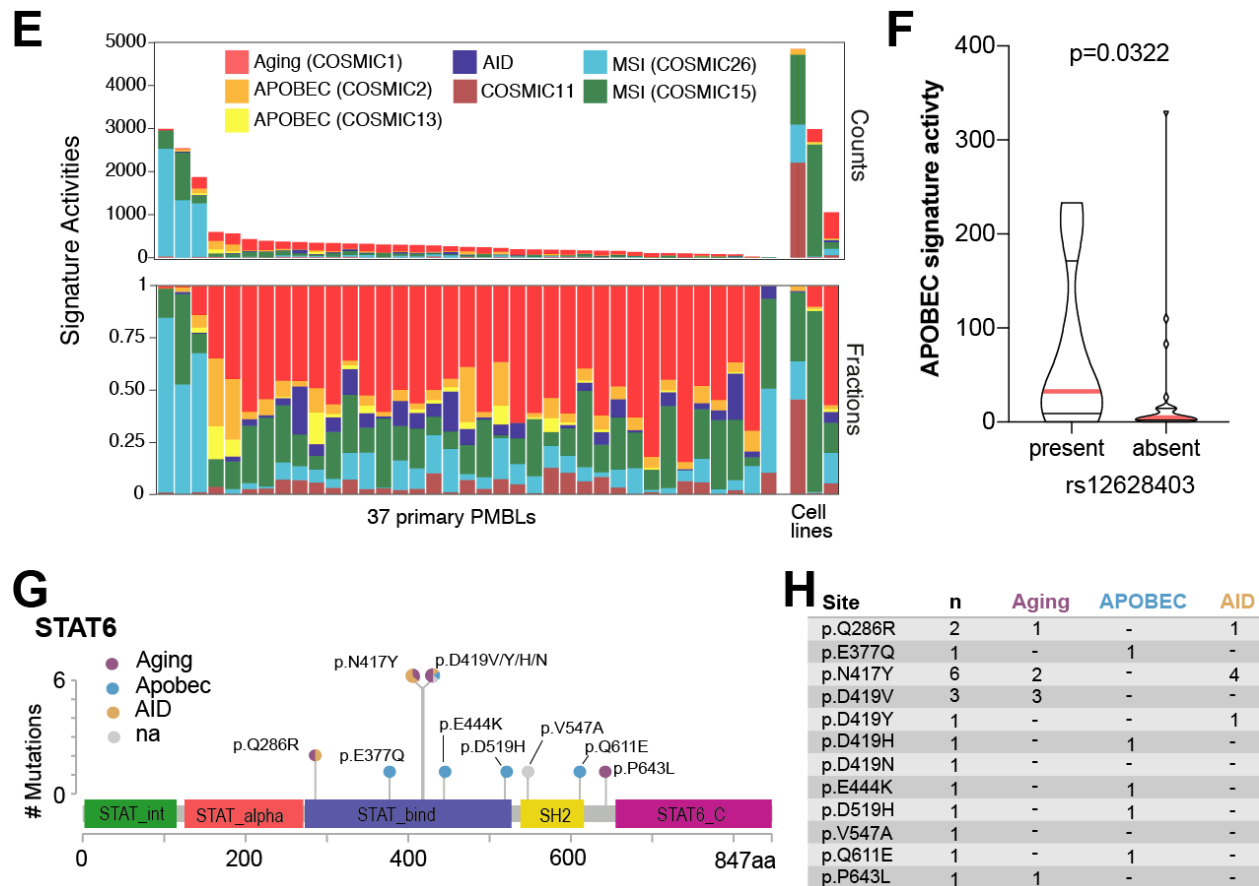 E
5000
4000
3000
2000
1000
0
Signature Activities
Aging (COSMIC1)
APOBEC (COSMIC2)
APOBEC (COSMIC13)
AID
COSMIC11
MSI (COSMIC26)
MSI (COSMIC15)
Counts
1
0.75
0.50
0.25
0
Fractions
37 primary PMBLs
Cell
lines
F
400
300
200
100
0
APOBEC signature activty
p=0.0322
present
absent
rs12628403
G
STAT6
Aging
Apobec
AID
na
6
0
# Mutations
p.Q286R
p.E377Q
p.N417Y
p.D419V/Y/H/N
p.E444K
p.D519H
p.V547A
p.Q611E
p.P643L
STAT_int
STAT_alpha
STAT_bind
SH2
STAT6_C
0
200
400
600
847aa
H
Site n Aging APOBEC AID
p.Q286R 2 1 - 1
p.E377Q 1 - 1 -
p.N417Y 6 2 - 4
p.D419V 3 3 - -
p.D419Y 1 - - 1
p.D419H 1 - 1 -
p.D419N 1 - - -
p.E444K 1 - 1 -
p.D519H 1 - 1 -
p.V547A 1 - - -
p.Q611E 1 - 1 -
p.P643L 1 1 - -